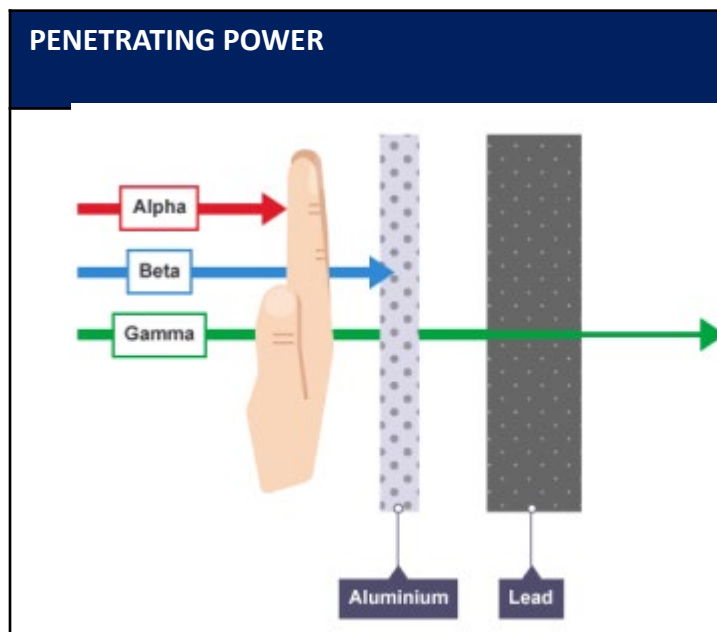 PENETRATING POWER
Alpha
Beta
Gamma
Aluminium
Lead